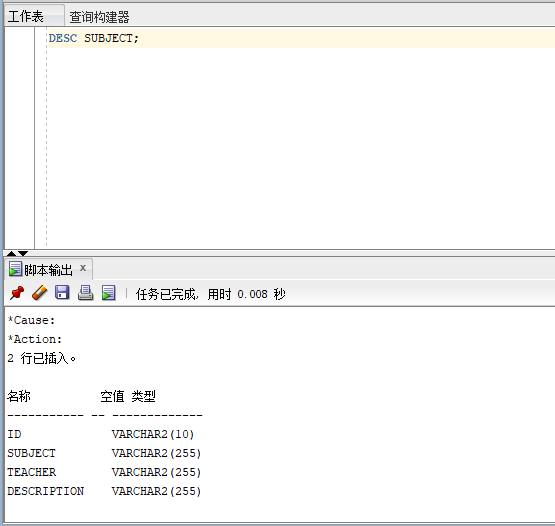 工作表 查询构建器
DESC SUBJECT;
脚本输出 x
任务已完成, 用时 0.008 秒
*Cause:
*Action:
2 行已插入。
名称 空值 类型
----------- -- -------------
ID VARCHAR2(10)
SUBJECT VARCHAR2(255)
TEACHER VARCHAR2(255)
DESCRIPTION VARCHAR2(255)